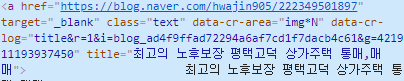 <a href="https://blog.naver.com/hwajin905/222349501897"
target="_blank" class="text" data-cr-area="img*N" data-cr-
log="title&r=1&i=blog_ad4f9ffad72294a6af7cd1f7dacb4c61&g=4219
11193937450" title="최고의 노후보장 평택고덕 상가주택 통매,매
매">
최고의 노후보장 평택고덕 상가주택